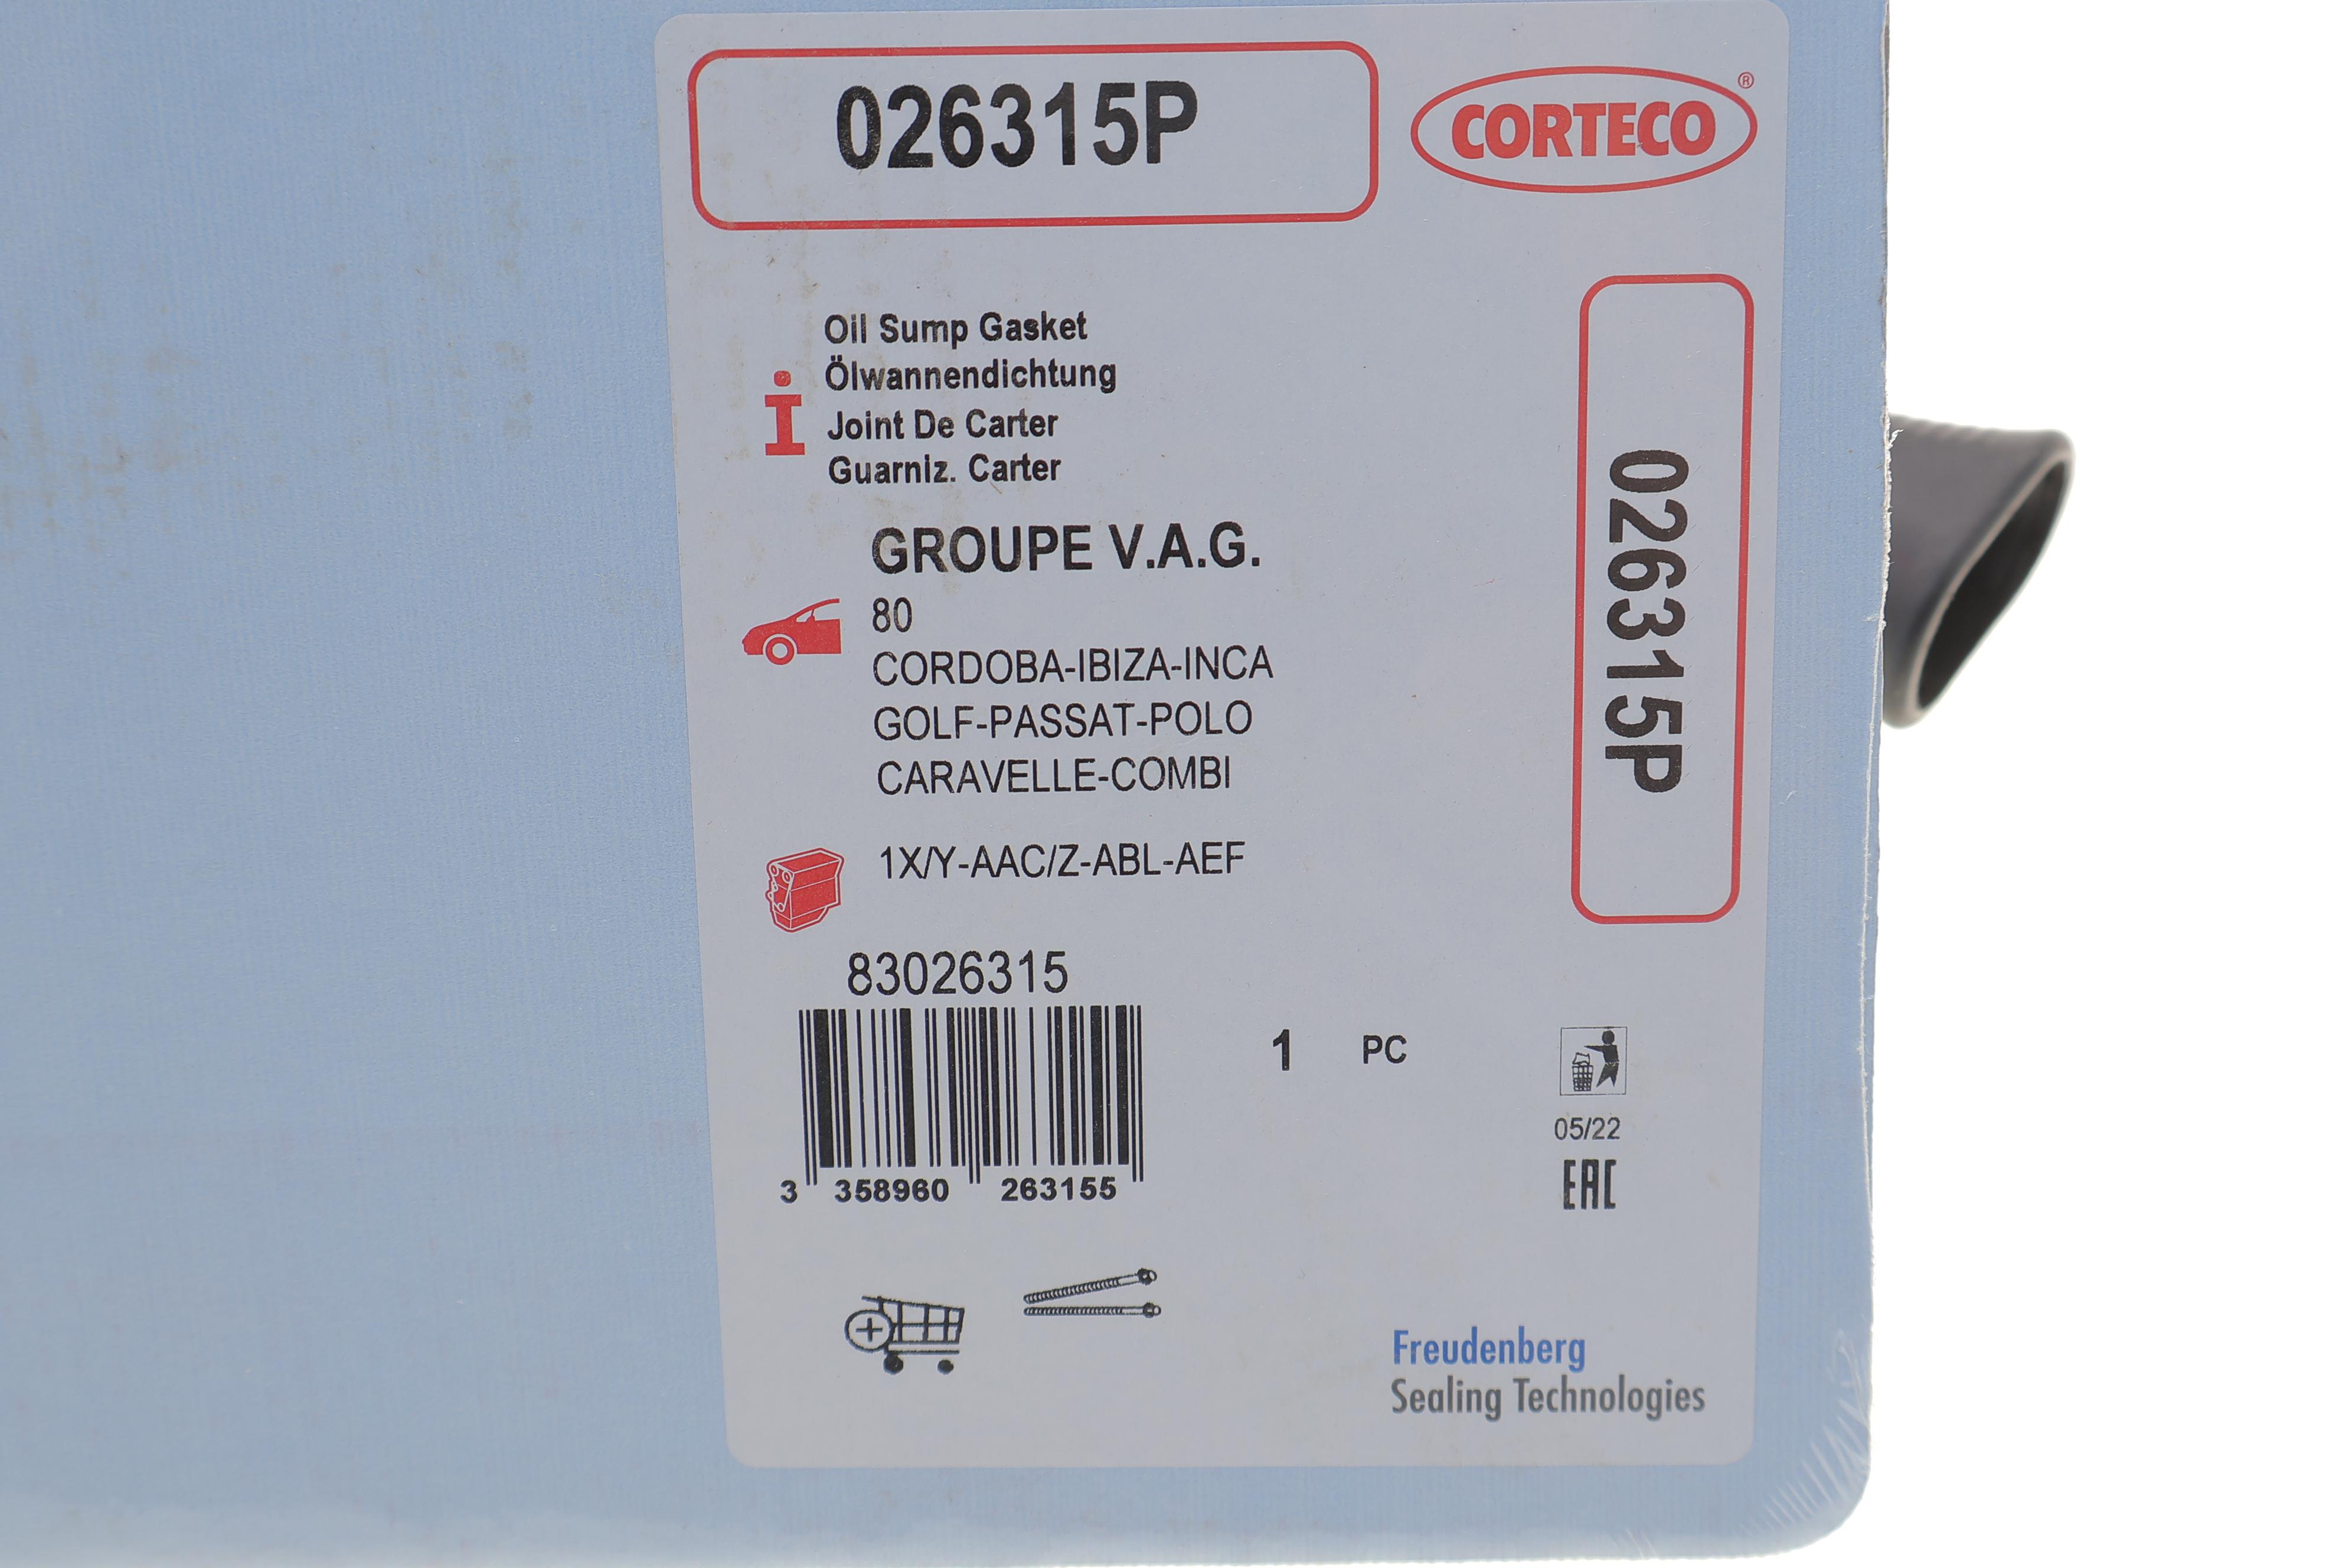 026315P
CORTECO®
Oil Sump Gasket
Ölwannendichtung
Joint De Carter
Guarniz. Carter
GROUPE V.A.G.
80
CORDOBA-IBIZA-INCA
GOLF-PASSAT-POLO
CARAVELLE-COMBI
1X/Y-AAC/Z-ABL-AEF
026315P
83026315
3 358960 263155
1 PC
05/22
EAC
Freudenberg
Sealing Technologies